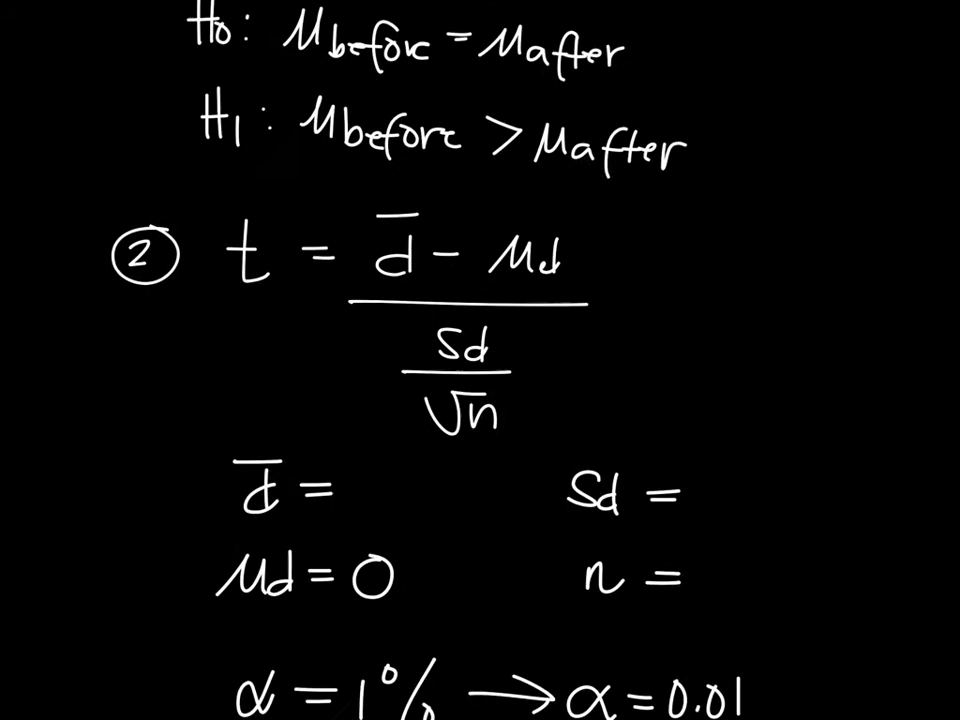 H₀: μbefore = μafter
H₁: μbefore > μafter
② t = d̅ - μd
Sd
√n
d̅ = Sd =
μd = 0 n =
α = 1% → α = 0.01